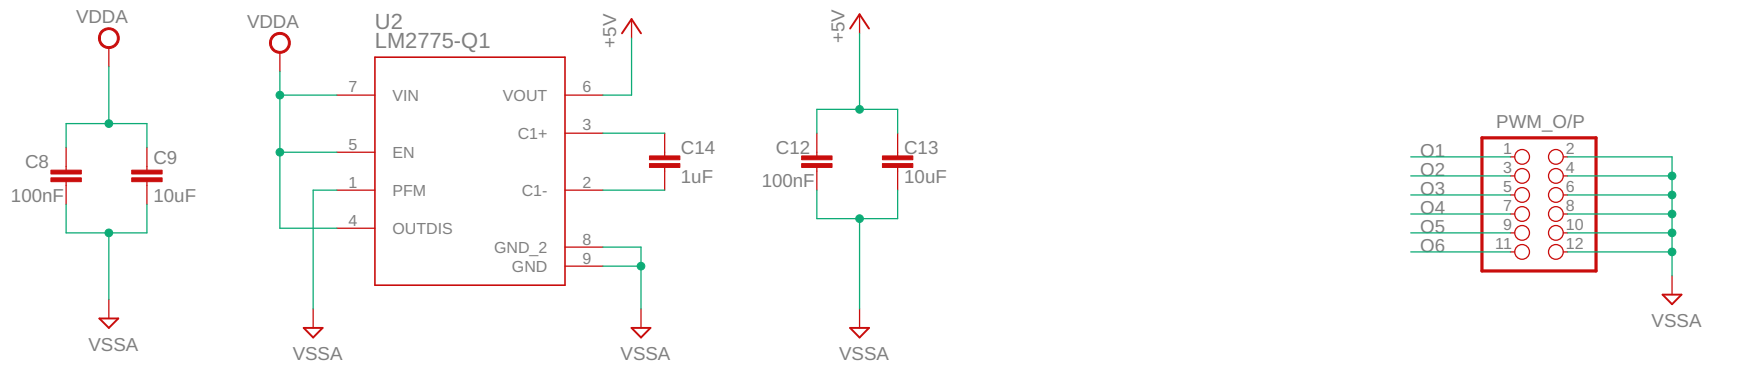 VDDA
C8
100nF
C9
10uF
VSSA
VDDA
U2
LM2775-Q1
7 VIN
5 EN
1 PFM
4 OUTDIS
VOUT 6
C1+ 3
C1- 2
GND_2 8
GND 9
+5V
C14
1uF
VSSA
VSSA
+5V
C12
100nF
C13
10uF
VSSA
PWM_O/P
O1 1 2
O2 3 4
O3 5 6
O4 7 8
O5 9 10
O6 11 12
VSSA